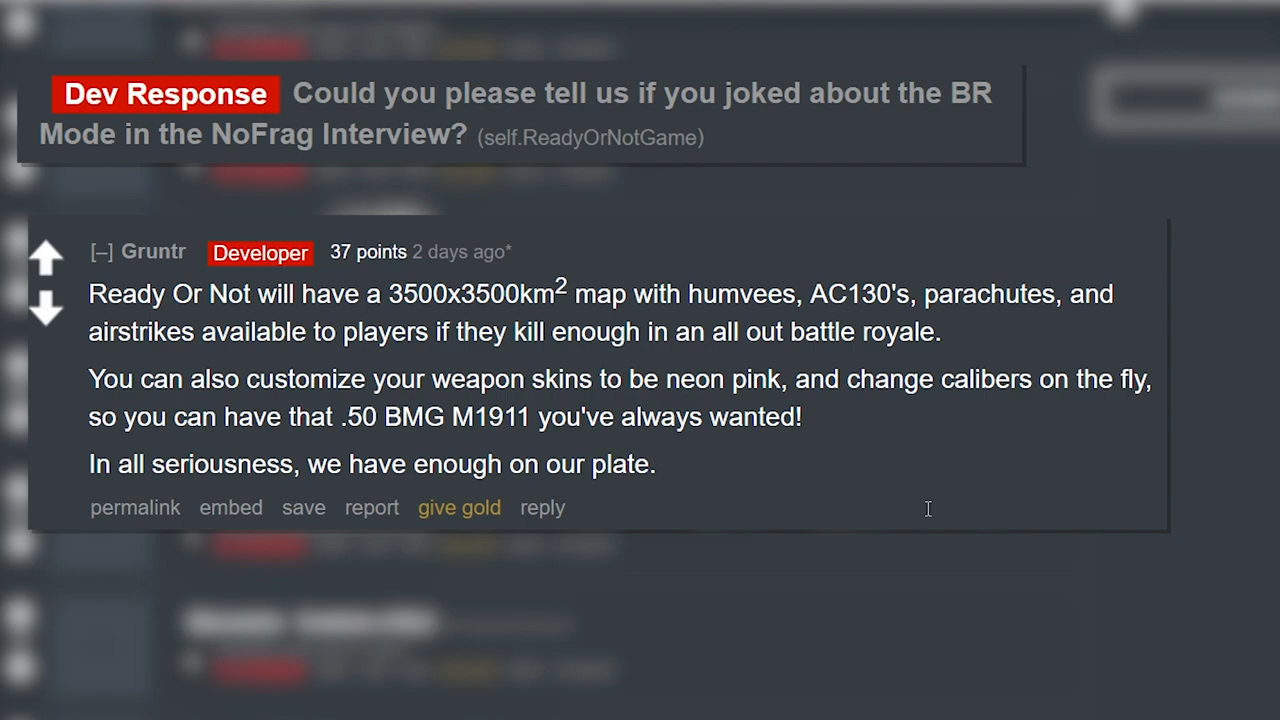 Dev Response Could you please tell us if you joked about the BR
Mode in the NoFrag Interview? (self.ReadyOrNotGame)
[–] Gruntr Developer 37 points 2 days ago*
Ready Or Not will have a 3500x3500km² map with humvees, AC130's, parachutes, and
airstrikes available to players if they kill enough in an all out battle royale.
You can also customize your weapon skins to be neon pink, and change calibers on the fly,
so you can have that .50 BMG M1911 you've always wanted!
In all seriousness, we have enough on our plate.
permalink embed save report give gold reply